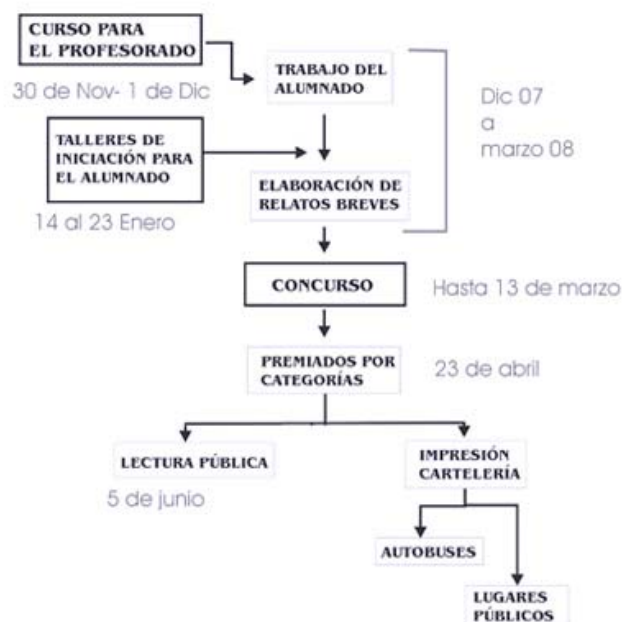 CURSO PARA
EL PROFESORADO
30 de Nov- 1 de Dic
TRABAJO DEL
ALUMNADO
Dic 07
a
marzo 08
TALLERES DE
INICIACIÓN PARA
EL ALUMNADO
14 al 23 Enero
ELABORACIÓN DE
RELATOS BREVES
CONCURSO
Hasta 13 de marzo
PREMIADOS POR
CATEGORÍAS
23 de abril
LECTURA PÚBLICA
5 de junio
IMPRESIÓN
CARTELERÍA
AUTOBUSES
LUGARES
PÚBLICOS